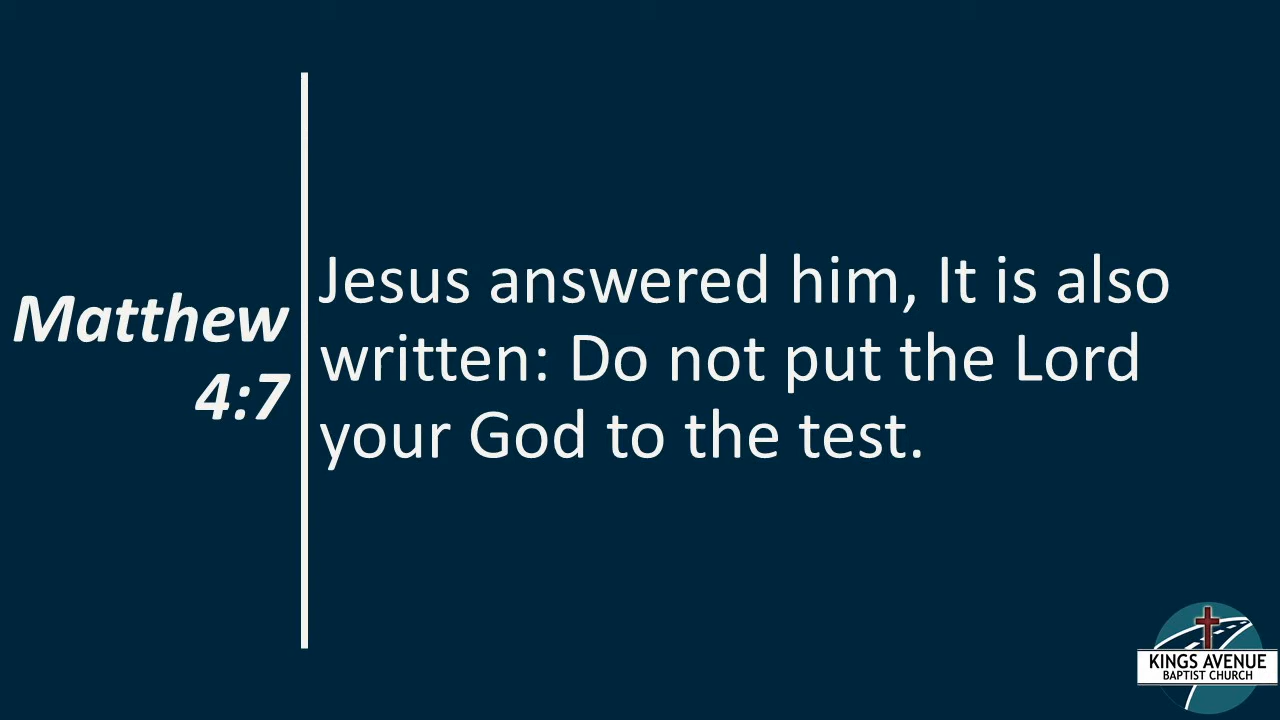 Matthew
4:7
Jesus answered him, It is also
written: Do not put the Lord
your God to the test.
KINGS AVENUE
BAPTIST CHURCH